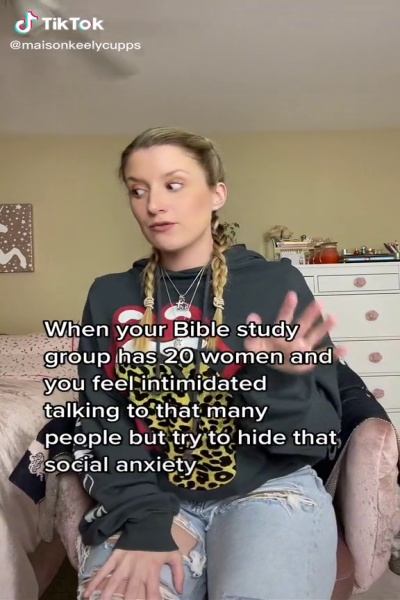 TikTok
@maisonkeelycupps
When your Bible study
group has 20 women and
you feel intimidated
talking to that many
people but try to hide that
social anxiety